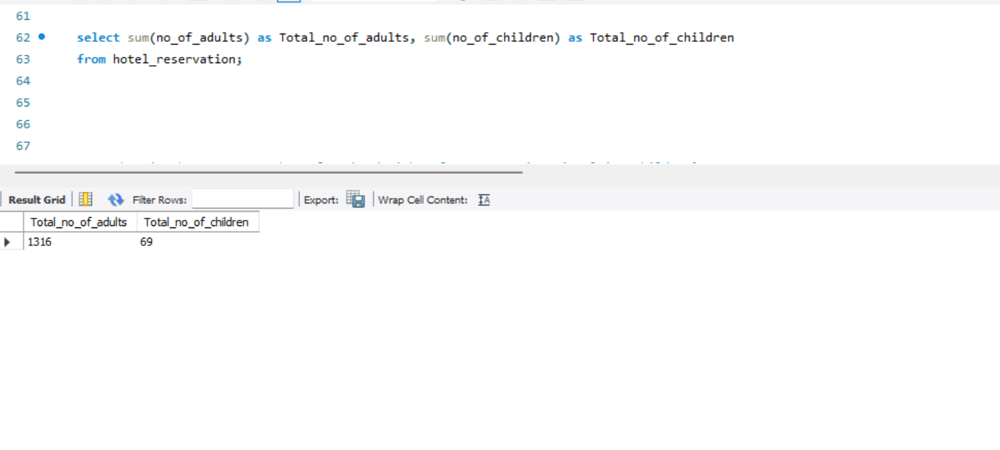 61
62 select sum(no_of_adults) as Total_no_of_adults, sum(no_of_children) as Total_no_of_children
63 from hotel_reservation;
64
65
66
67
Result Grid Filter Rows: Export: Wrap Cell Content: IA
Total_no_of_adults Total_no_of_children
1316 69